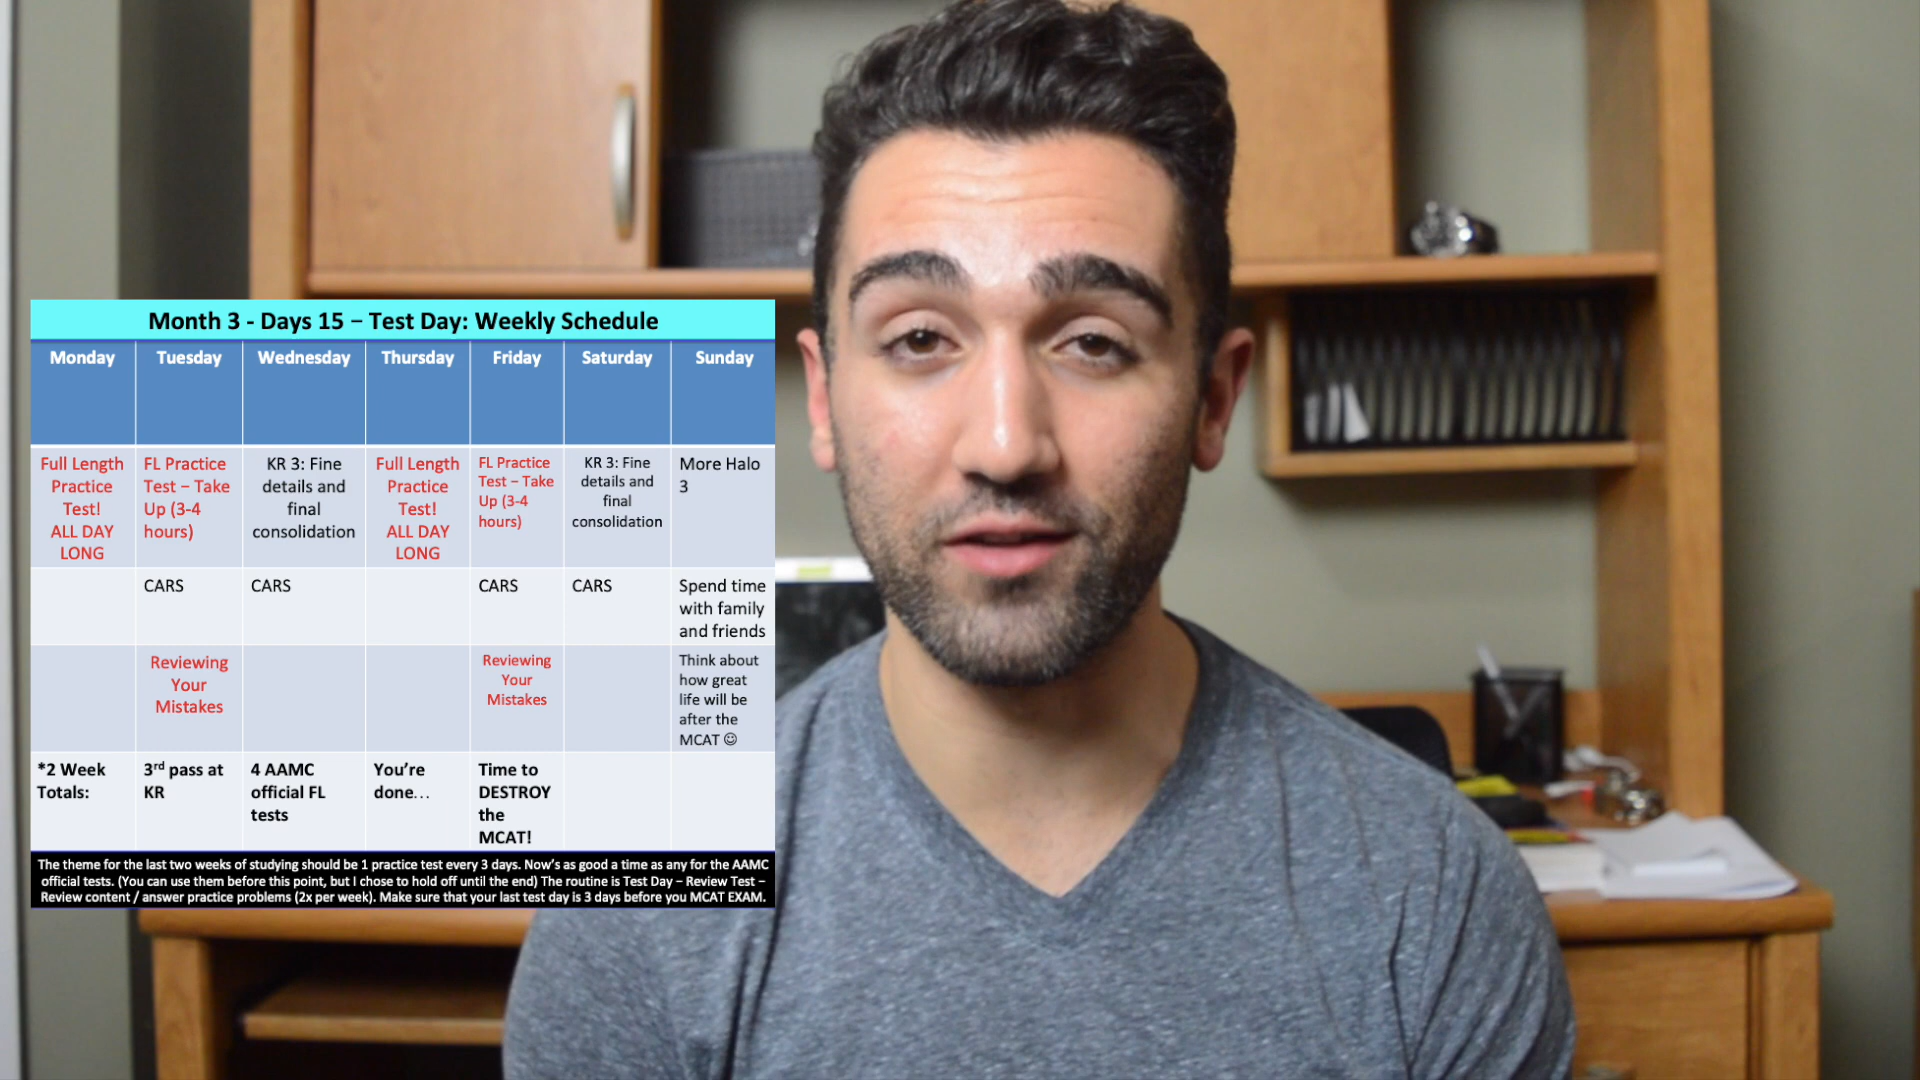 Month 3 - Days 15 – Test Day: Weekly Schedule
Monday
Tuesday
Wednesday
Thursday
Friday
Saturday
Sunday
Full Length
Practice
Test!
ALL DAY
LONG
FL Practice
Test – Take
Up (3-4
hours)
KR 3: Fine
details and
final
consolidation
Full Length
Practice
Test!
ALL DAY
LONG
FL Practice
Test – Take
Up (3-4
hours)
KR 3: Fine
details and
final
consolidation
More Halo
3
CARS
CARS
CARS
CARS
Spend time
with family
and friends
Reviewing
Your
Mistakes
Reviewing
Your
Mistakes
Think about
how great
life will be
after the
MCAT ☺
*2 Week
Totals:
3rd pass at
KR
4 AAMC
official FL
tests
You’re
done…
Time to
DESTROY
the
MCAT!
The theme for the last two weeks of studying should be 1 practice test every 3 days. Now’s as good a time as any for the AAMC
official tests. (You can use them before this point, but I chose to hold off until the end) The routine is Test Day – Review Test –
Review content / answer practice problems (2x per week). Make sure that your last test day is 3 days before you MCAT EXAM.